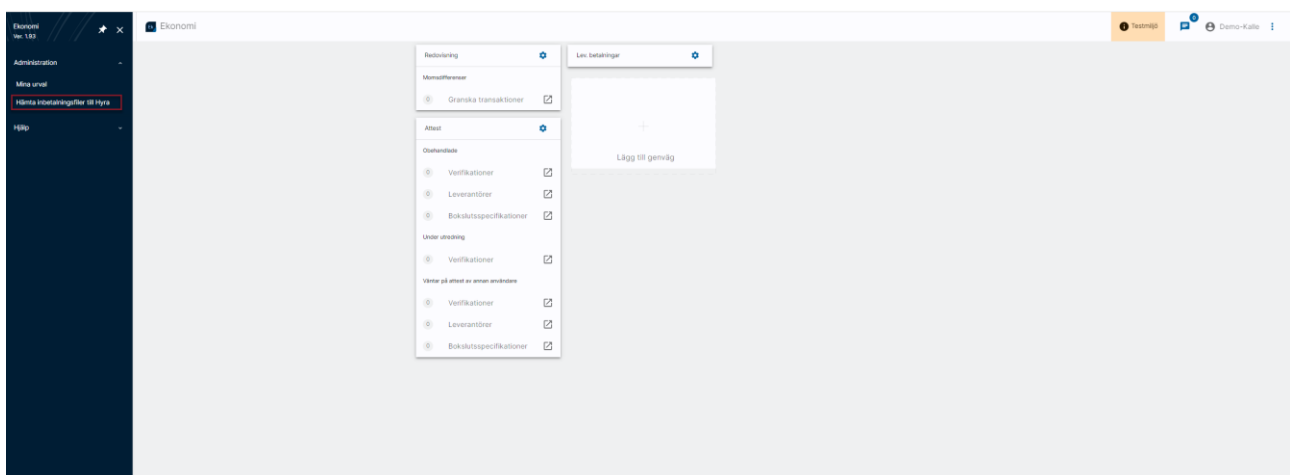 Ekonomi
Ver. 1.93
Administration
Mina urval
Hämta inbetalningsfiler till Hyra
Hjälp
Ekonomi
Testmiljö
0
Demo-Kalle
Redovisning
Momsdifferenser
0 Granska transaktioner
Attest
Obehandlade
0 Verifikationer
0 Leverantörer
0 Bokslutsspecifikationer
Under utredning
0 Verifikationer
Väntar på attest av annan användare
0 Verifikationer
0 Leverantörer
0 Bokslutsspecifikationer
Lev. betalningar
Lägg till genväg